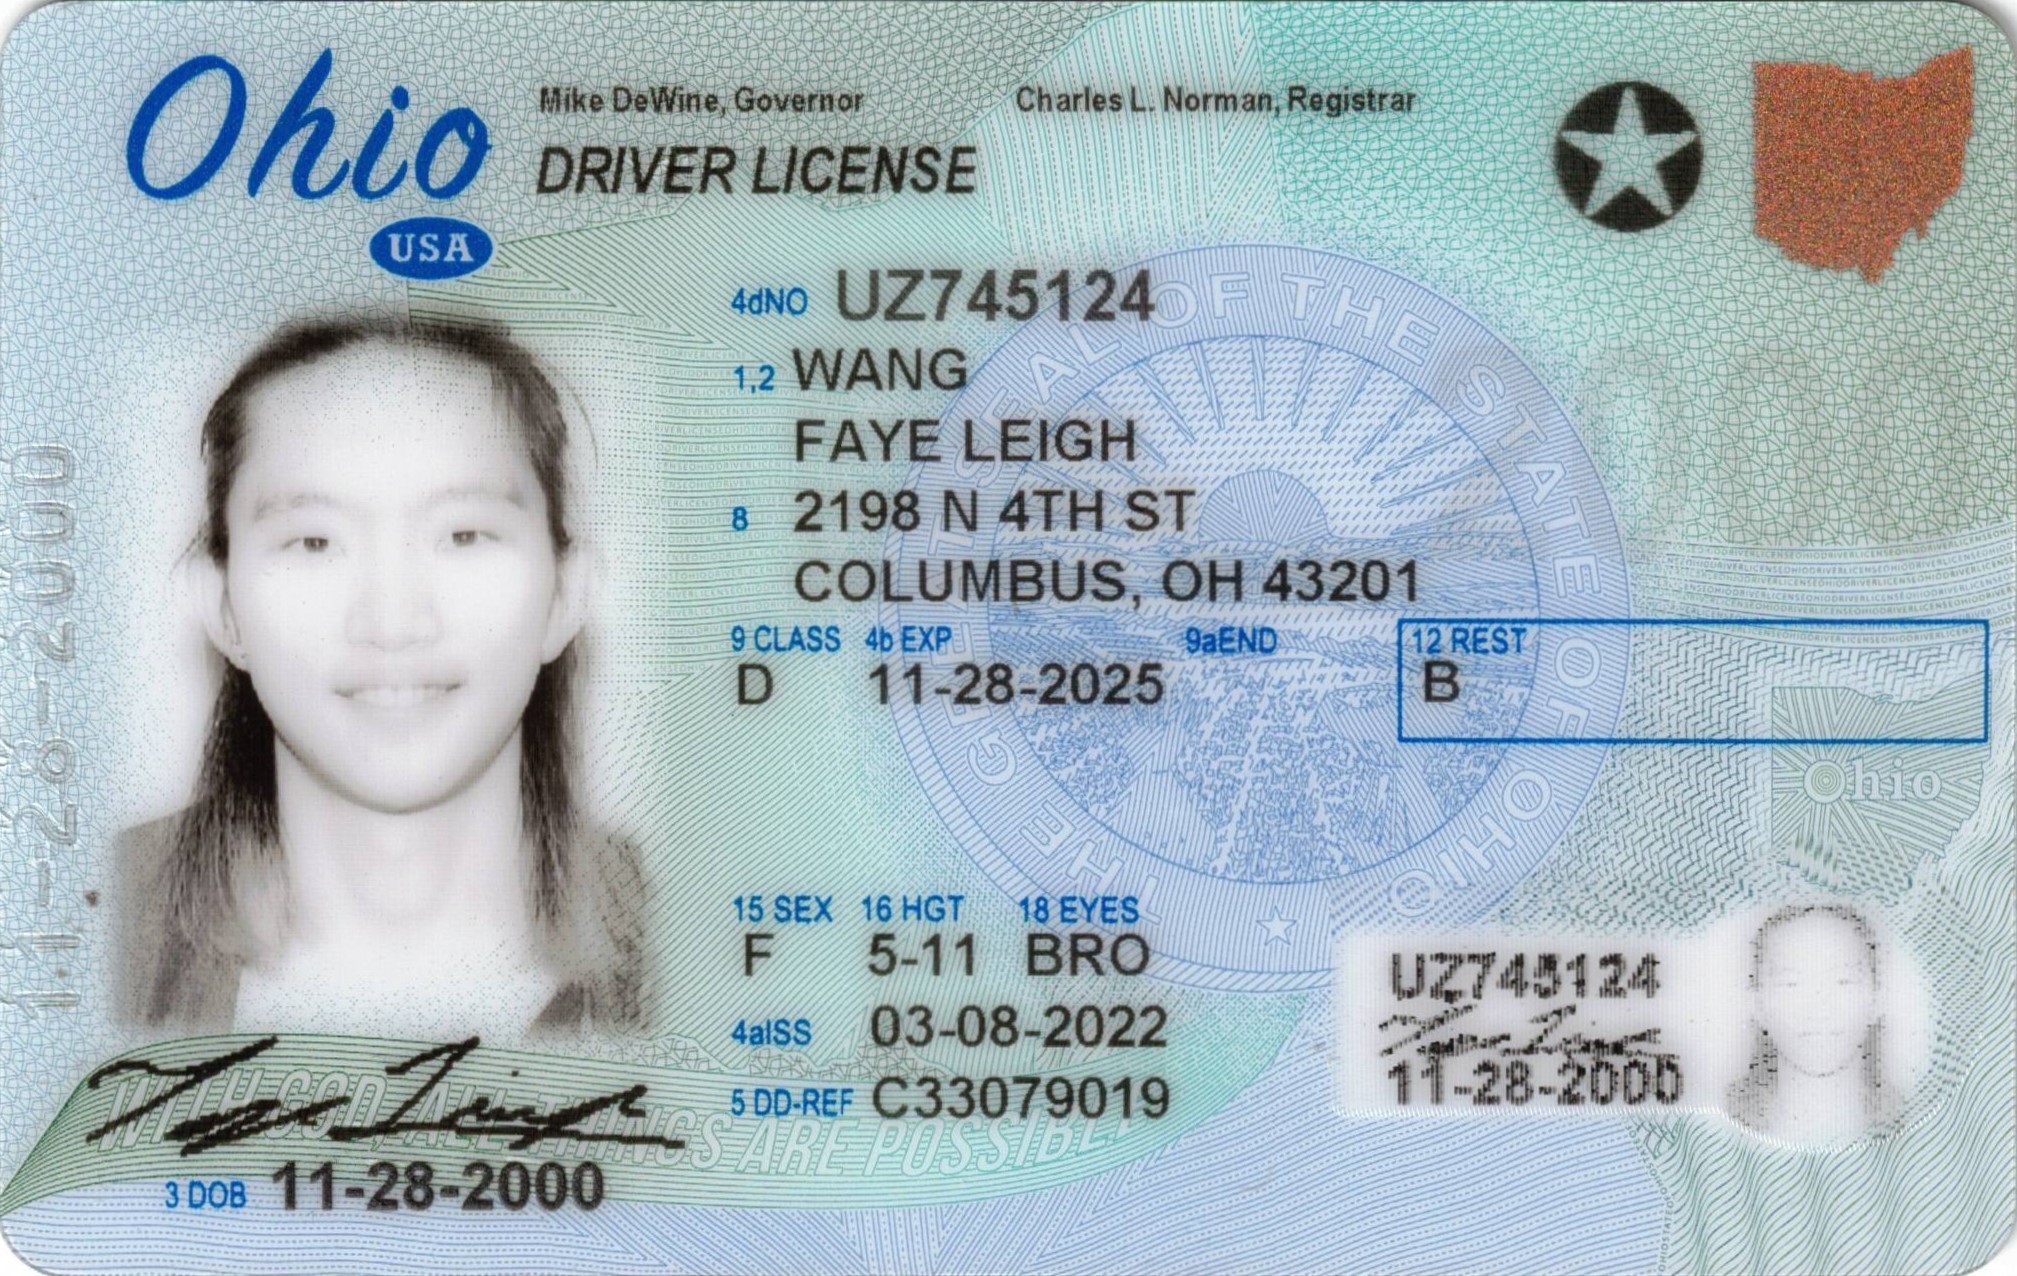 Ohio
USA
Mike DeWine, Governor
Charles L. Norman, Registrar
DRIVER LICENSE
4dNO UZ745124
1,2 WANG
FAYE LEIGH
8 2198 N 4TH ST
COLUMBUS, OH 43201
9 CLASS 4b EXP 9aEND 12 REST
D 11-28-2025 B
15 SEX 16 HGT 18 EYES
F 5-11 BRO
4aISS 03-08-2022
5 DD-REF C33079019
3 DOB 11-28-2000
11-28-2000
UZ745124
11-28-2000
THE GREAT SEAL OF THE STATE OF OHIO
WITH GOD ALL THINGS ARE POSSIBLE
Ohio